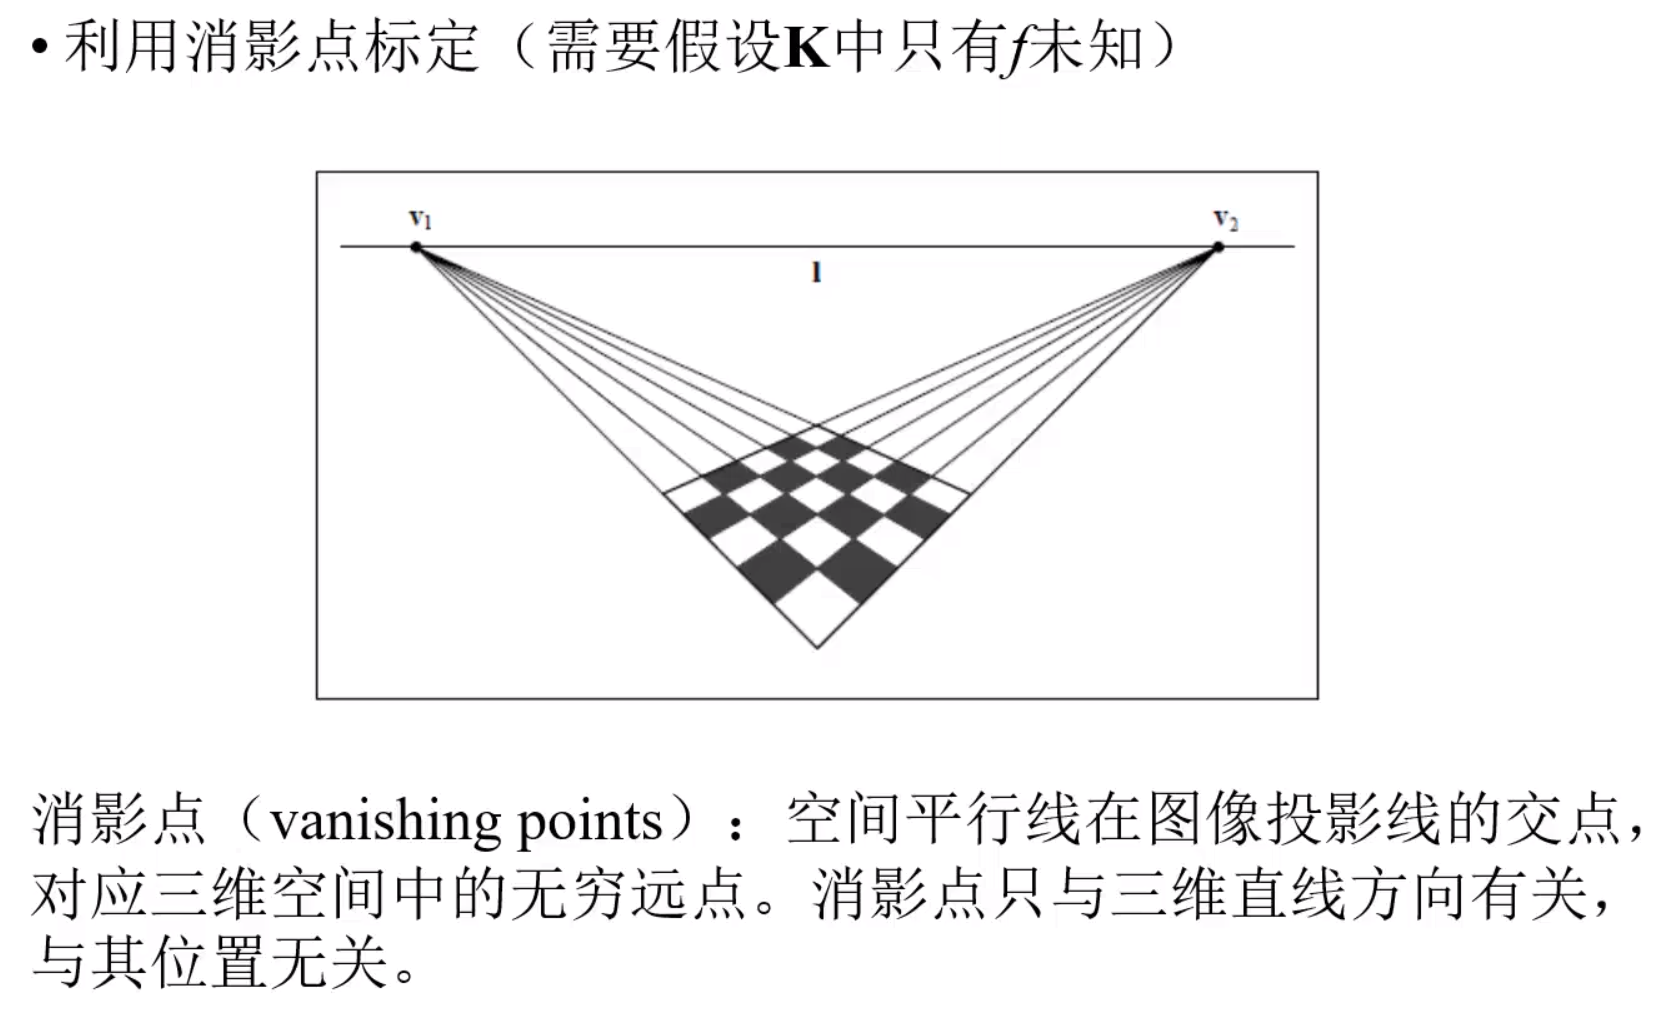 • 利用消影点标定（需要假设K中只有f未知）
v₁
v₂
l
消影点（vanishing points）：空间平行线在图像投影线的交点，
对应三维空间中的无穷远点。消影点只与三维直线方向有关，
与其位置无关。